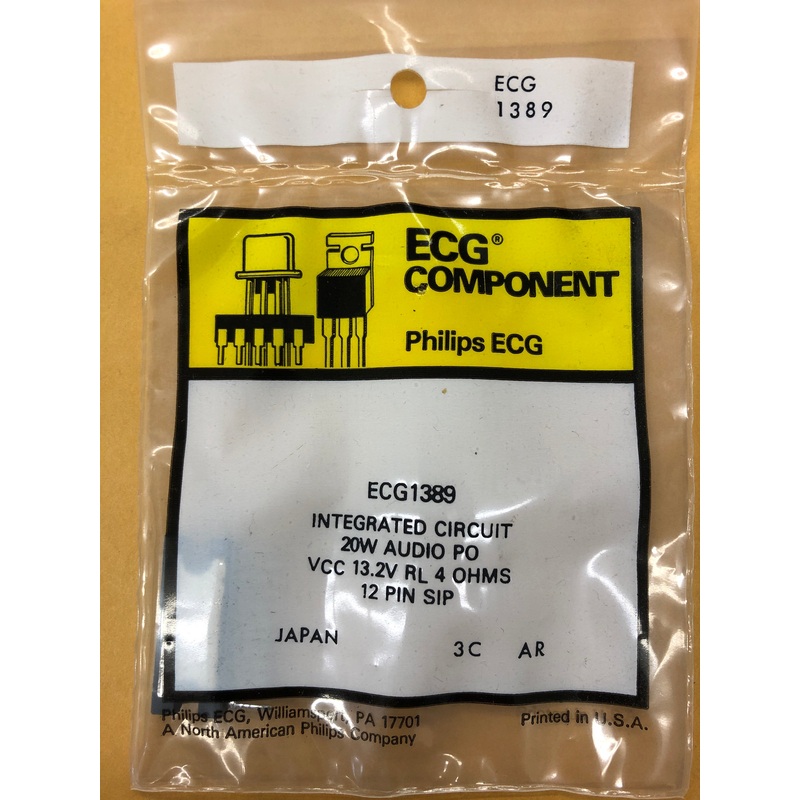 ECG
1389
ECG®
COMPONENT
Philips ECG
ECG1389
INTEGRATED CIRCUIT
20W AUDIO PO
VCC 13.2V RL 4 OHMS
12 PIN SIP
JAPAN 3C AR
Philips ECG, Williamsport, PA 17701
A North American Philips Company
Printed in U.S.A.